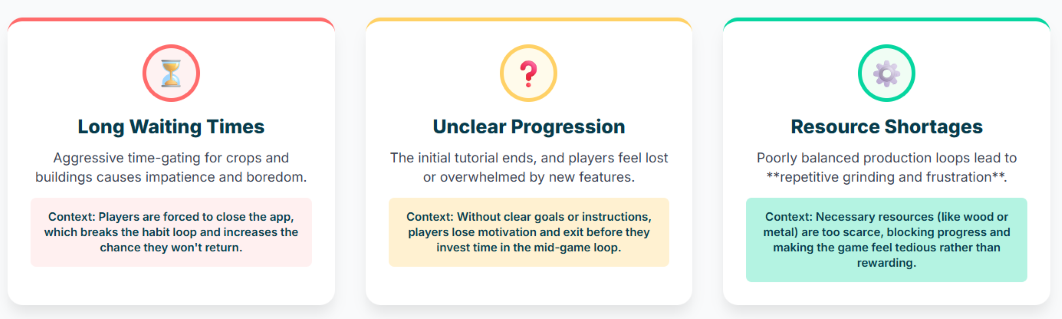 Long Waiting Times
Aggressive time-gating for crops and
buildings causes impatience and boredom.
Context: Players are forced to close the app,
which breaks the habit loop and increases the
chance they won't return.
Unclear Progression
The initial tutorial ends, and players feel lost
or overwhelmed by new features.
Context: Without clear goals or instructions,
players lose motivation and exit before they
invest time in the mid-game loop.
Resource Shortages
Poorly balanced production loops lead to
**repetitive grinding and frustration**.
Context: Necessary resources (like wood or
metal) are too scarce, blocking progress and
making the game feel tedious rather than
rewarding.